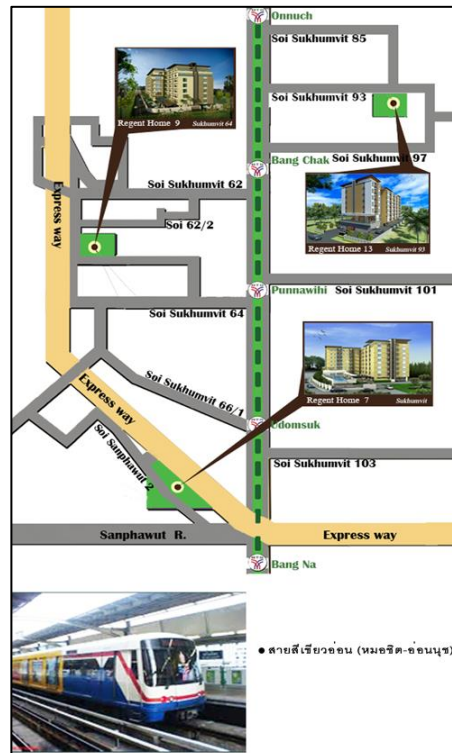 Onnuch
Soi Sukhumvit 85
Regent Home 9 Sukhumvit 64
Soi Sukhumvit 93
Bang Chak
Soi Sukhumvit 97
Express way
Soi Sukhumvit 62
Soi 62/2
Regent Home 13 Sukhumvit 93
Punnawihi Soi Sukhumvit 101
Soi Sukhumvit 64
Express way
Soi Sukhumvit 66/1
Regent Home 7 Sukhumvit
Udomsuk
Soi Sanphawut 2
Soi Sukhumvit 103
Sanphawut R.
Express way
Bang Na
● สายสีเขียวอ่อน (หมอชิต-อ่อนนุช)